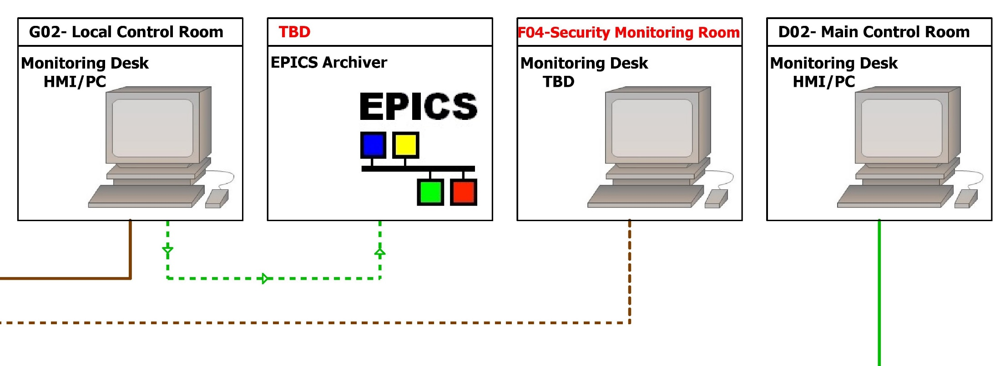 G02- Local Control Room
Monitoring Desk
HMI/PC
TBD
EPICS Archiver
EPICS
F04-Security Monitoring Room
Monitoring Desk
TBD
D02- Main Control Room
Monitoring Desk
HMI/PC